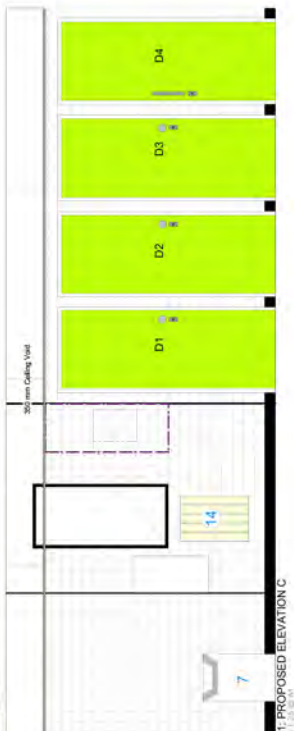 350 mm Ceiling Void
D1
D2
D3
D4
14
7
1: PROPOSED ELEVATION C